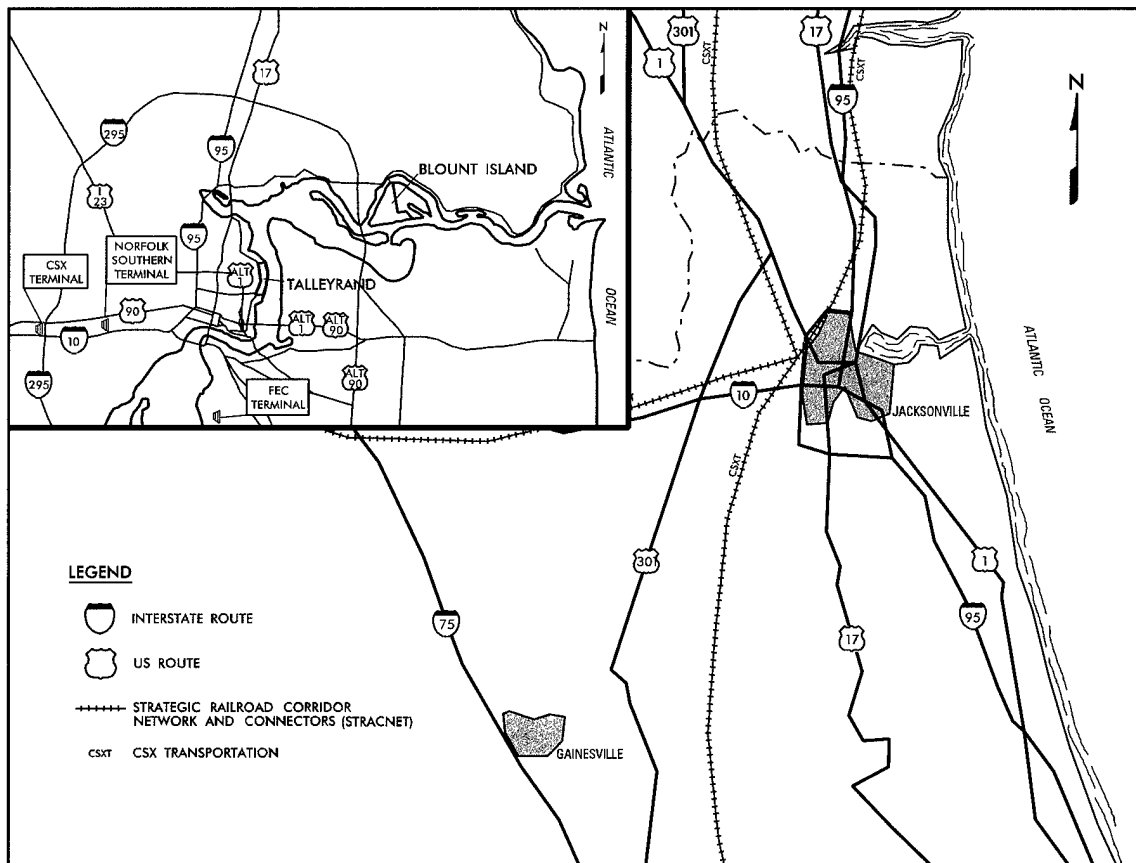 N
17
295
95
ATLANTIC
BLOUNT ISLAND
1
23
95
NORFOLK
SOUTHERN
TERMINAL
CSX
TERMINAL
ALT
1
TALLEYRAND
OCEAN
90
ALT
1
ALT
90
10
295
ALT
90
FEC
TERMINAL
301
17
1
CSXT
CSXT
95
N
ATLANTIC
OCEAN
10
JACKSONVILLE
CSXT
301
1
95
17
75
GAINESVILLE
LEGEND
INTERSTATE ROUTE
US ROUTE
STRATEGIC RAILROAD CORRIDOR
NETWORK AND CONNECTORS (STRACNET)
CSXT CSX TRANSPORTATION